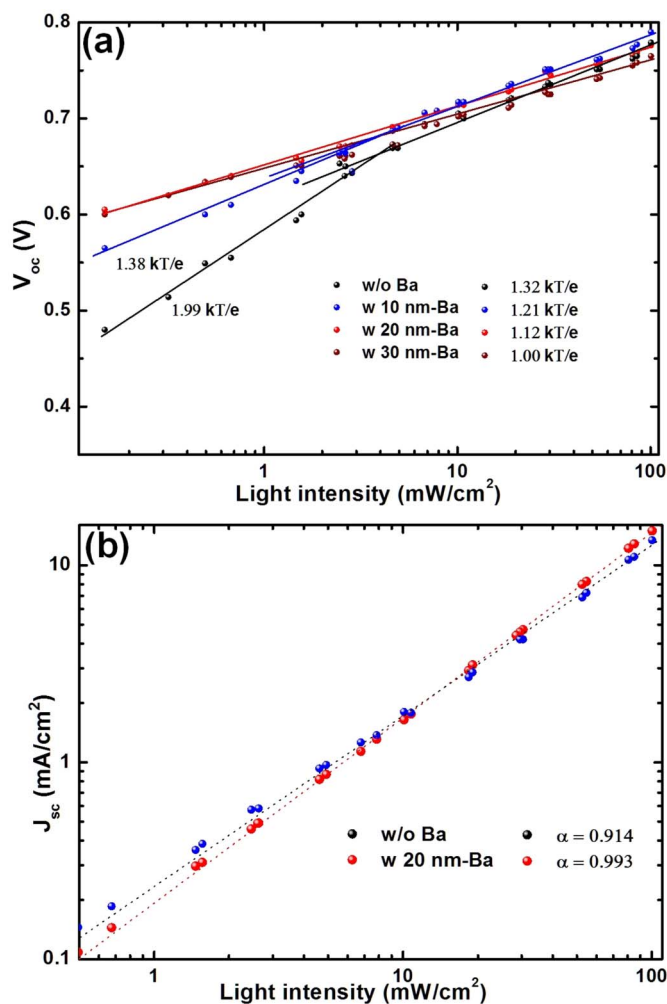 (a)
0.8
0.7
0.6
0.5
0.4
V_oc (V)
1.38 kT/e
1.99 kT/e
w/o Ba
w 10 nm-Ba
w 20 nm-Ba
w 30 nm-Ba
1.32 kT/e
1.21 kT/e
1.12 kT/e
1.00 kT/e
1 10 100
Light intensity (mW/cm²)
(b)
10
1
0.1
J_sc (mA/cm²)
w/o Ba
w 20 nm-Ba
α = 0.914
α = 0.993
1 10 100
Light intensity (mW/cm²)